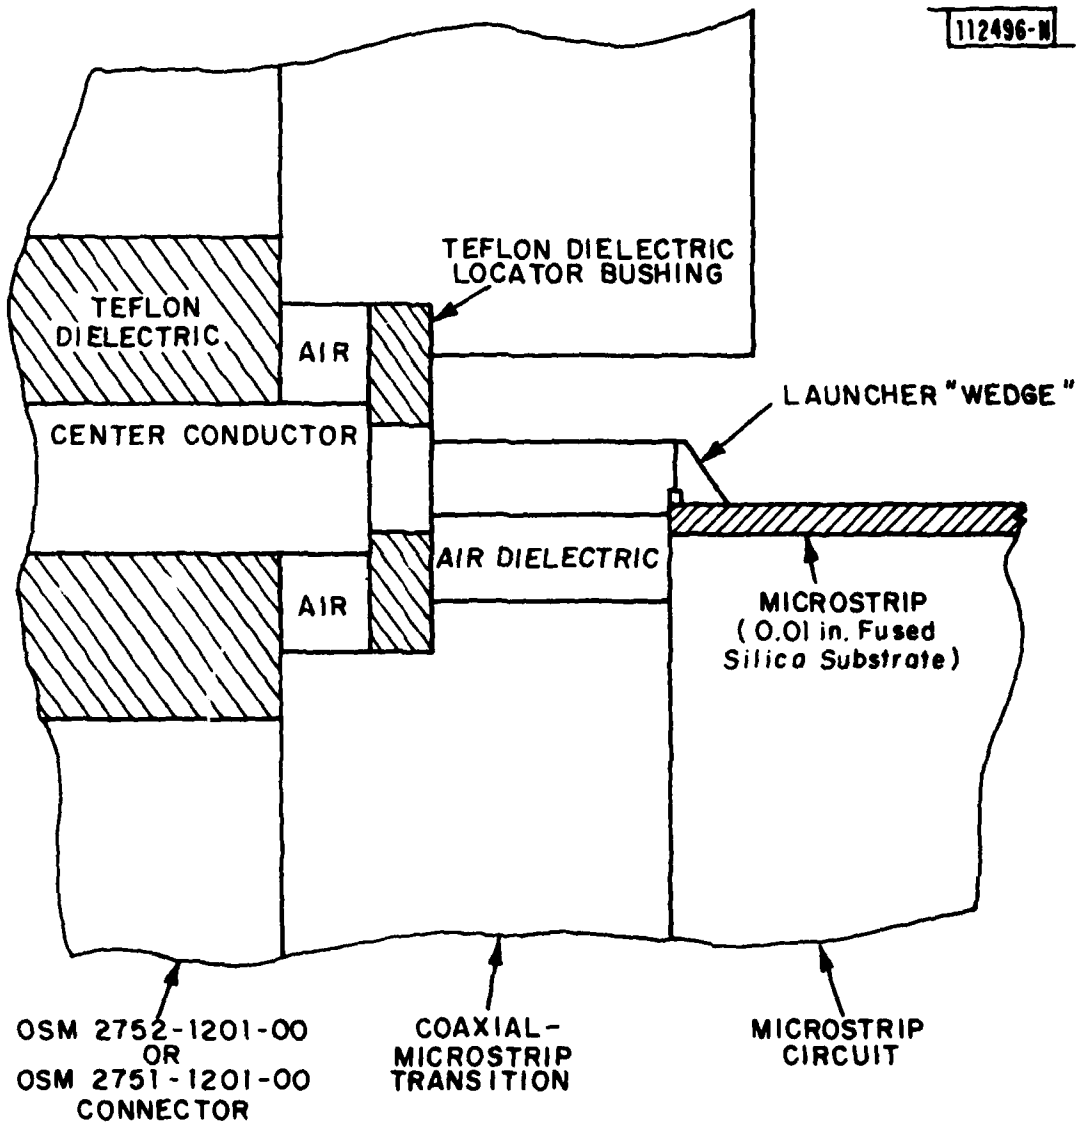 112496-N
TEFLON DIELECTRIC
LOCATOR BUSHING
TEFLON
DIELECTRIC
AIR
LAUNCHER "WEDGE"
CENTER CONDUCTOR
AIR DIELECTRIC
AIR
MICROSTRIP
(0.01 in. Fused
Silica Substrate)
OSM 2752-1201-00
OR
OSM 2751-1201-00
CONNECTOR
COAXIAL-
MICROSTRIP
TRANSITION
MICROSTRIP
CIRCUIT